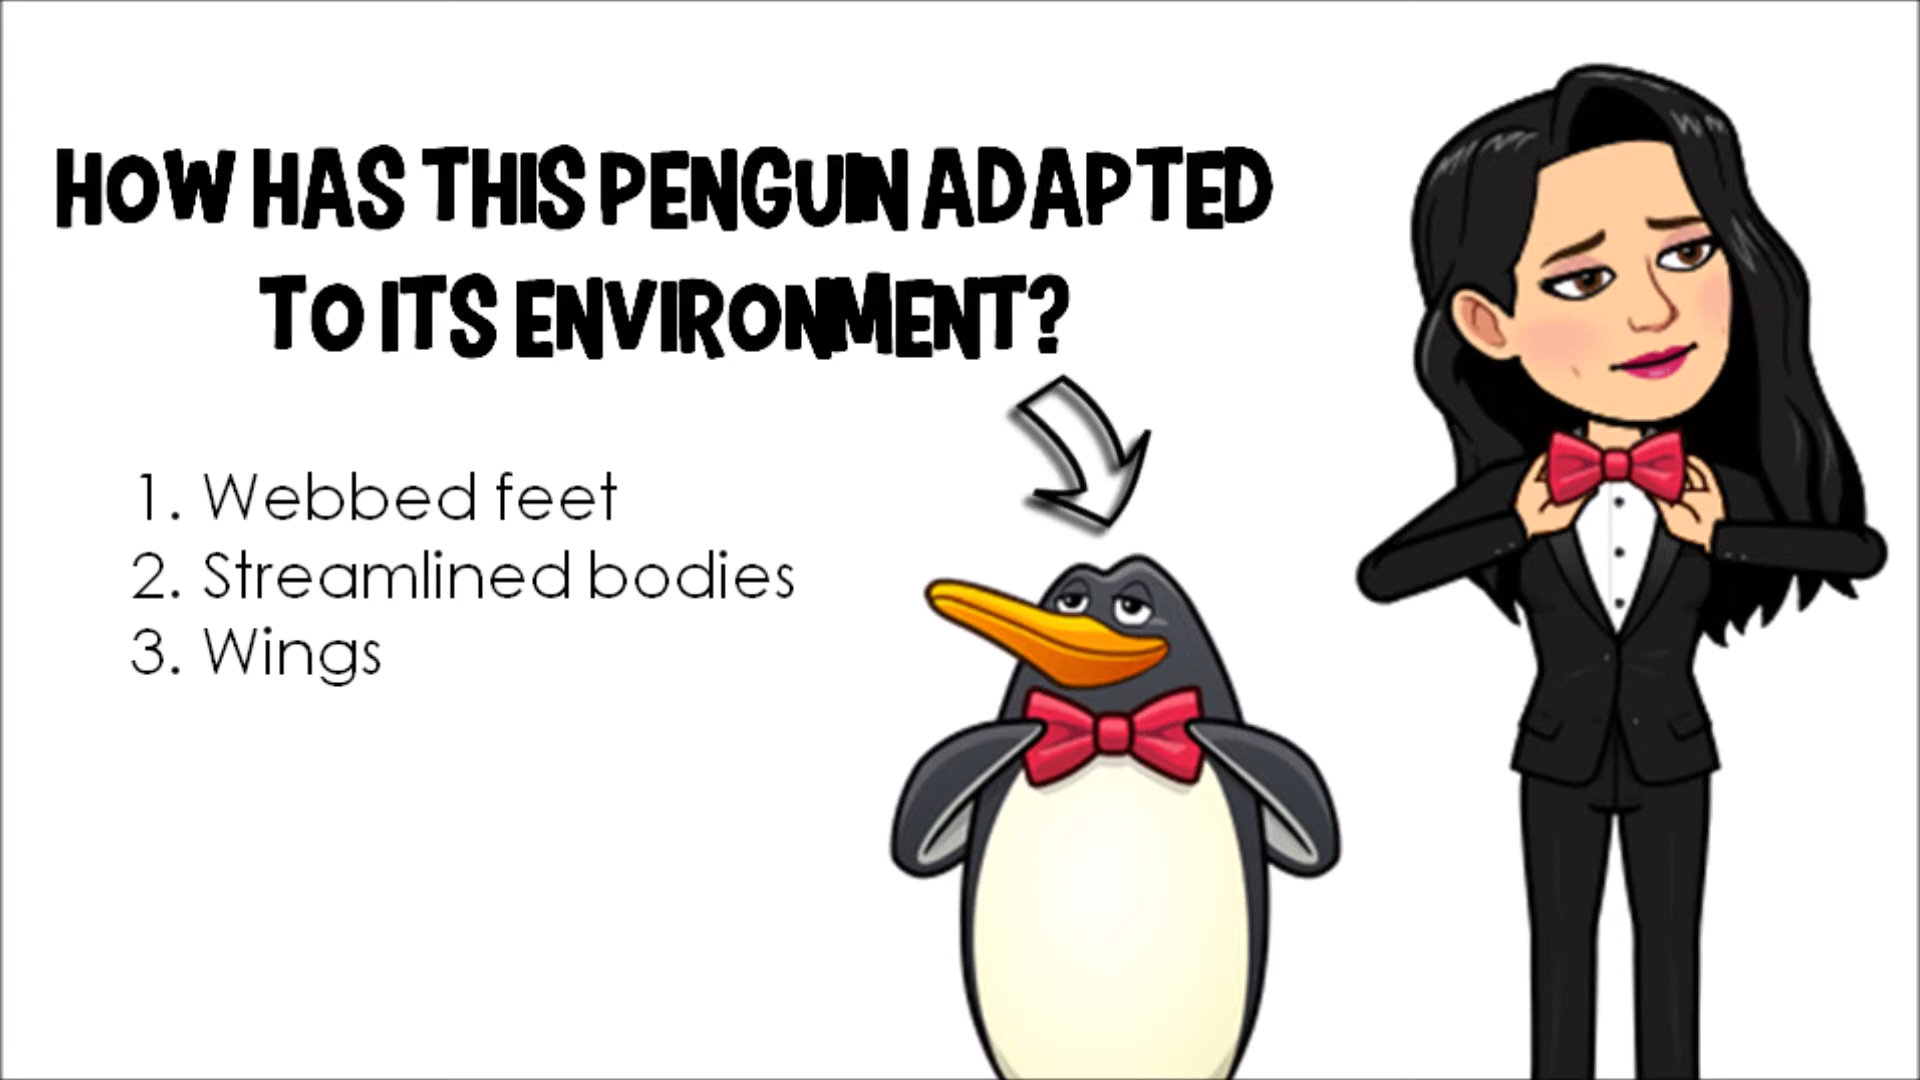 HOW HAS THIS PENGUIN ADAPTED
TO ITS ENVIRONMENT?
1. Webbed feet
2. Streamlined bodies
3. Wings